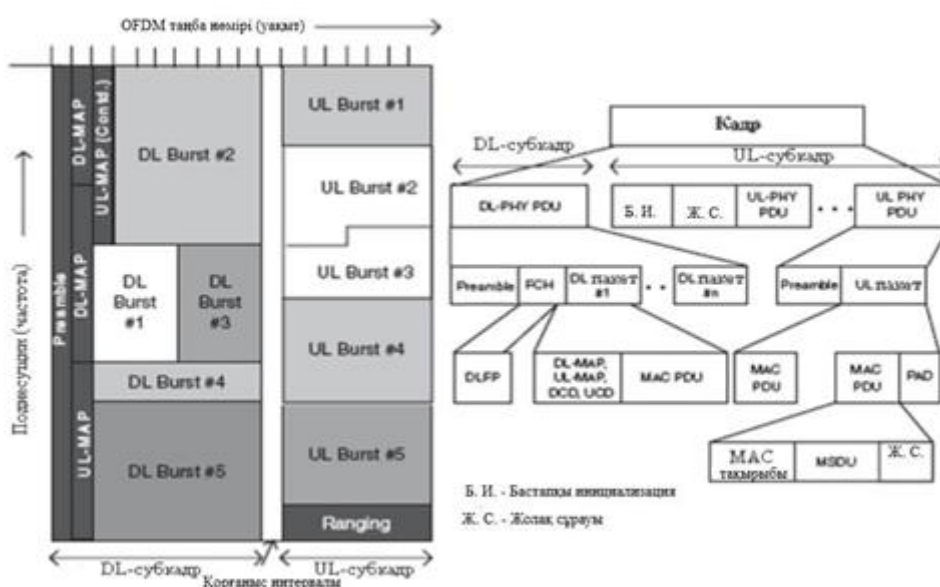 OFDM таңба немірі (уақыт)
Поднесущии (частота)
Preamble
DL-MAP
DL-MAP
UL-MAP
UL-MAP (Contd.)
DL Burst #2
DL
Burst
#1
DL
Burst
#3
DL Burst #4
DL Burst #5
UL Burst #1
UL Burst #2
UL Burst #3
UL Burst #4
UL Burst #5
Ranging
DL-субкадр
UL-субкадр
Қорғаныс интервалы
Кадр
DL-субкадр
UL-субкадр
DL-PHY PDU
Б. И.
Ж. С.
UL-PHY
PDU
. . .
UL PHY
PDU
Preamble
FCH
DL пакет
#1
. .
DL пакет
#n
Preamble
UL пакет
DLFP
DL-MAP,
UL-MAP,
DCD, UCD
MAC PDU
MAC
PDU
MAC
PDU
PAD
MAC
тақырыбы
MSDU
Ж. С.
Б. И. - Бастапқы инициализация
Ж. С. - Жолақ сұрауы